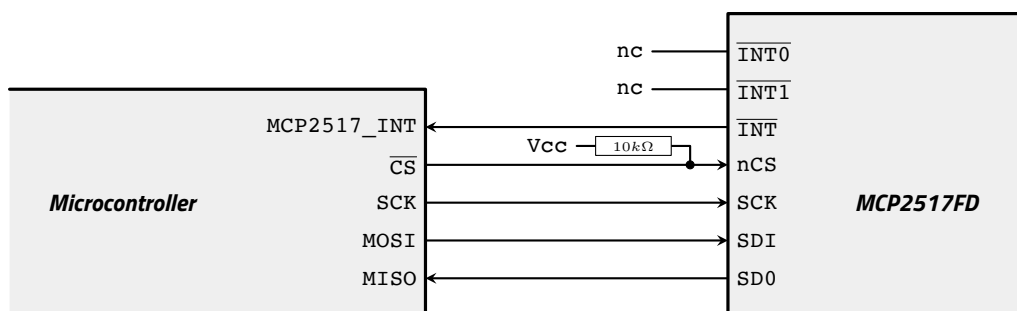 nc INT0
nc INT1
MCP2517_INT INT
Vcc 10kΩ
CS nCS
Microcontroller SCK SCK MCP2517FD
MOSI SDI
MISO SD0